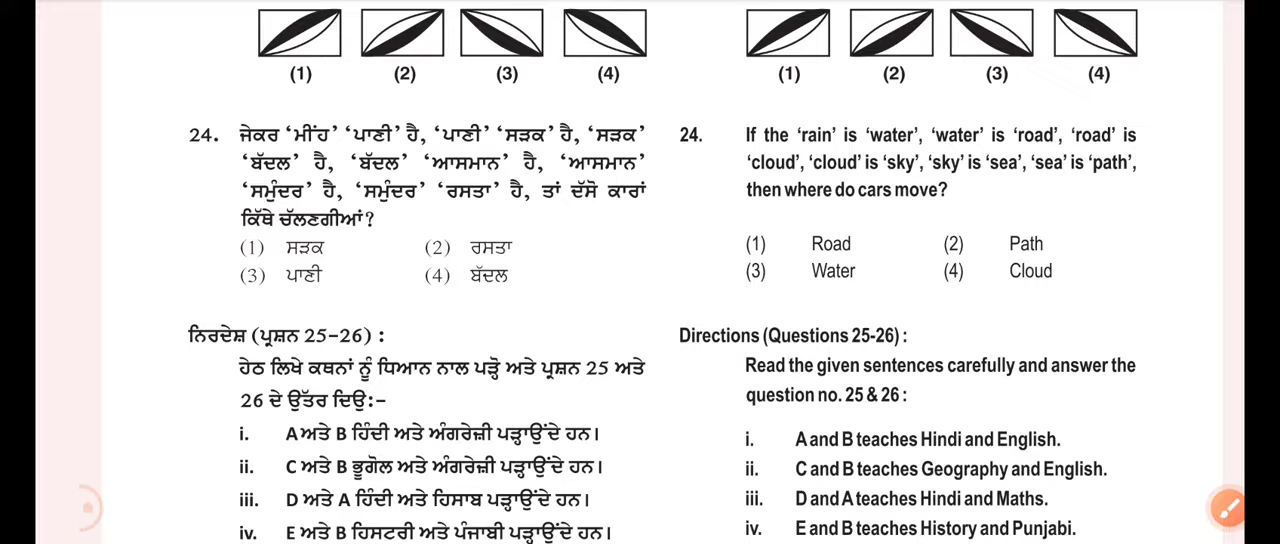 (1) (2) (3) (4)
24. ਜੇਕਰ ‘ਮੀਂਹ’ ‘ਪਾਣੀ’ ਹੈ, ‘ਪਾਣੀ’ ‘ਸੜਕ’ ਹੈ, ‘ਸੜਕ’
‘ਬੱਦਲ’ ਹੈ, ‘ਬੱਦਲ’ ‘ਆਸਮਾਨ’ ਹੈ, ‘ਆਸਮਾਨ’
‘ਸਮੁੰਦਰ’ ਹੈ, ‘ਸਮੁੰਦਰ’ ‘ਰਸਤਾ’ ਹੈ, ਤਾਂ ਦੱਸੋ ਕਾਰਾਂ
ਕਿੱਥੇ ਚੱਲਣਗੀਆਂ?
(1) ਸੜਕ (2) ਰਸਤਾ
(3) ਪਾਣੀ (4) ਬੱਦਲ
ਨਿਰਦੇਸ਼ (ਪ੍ਰਸ਼ਨ 25-26) :
ਹੇਠ ਲਿਖੇ ਕਥਨਾਂ ਨੂੰ ਧਿਆਨ ਨਾਲ ਪੜ੍ਹੋ ਅਤੇ ਪ੍ਰਸ਼ਨ 25 ਅਤੇ
26 ਦੇ ਉੱਤਰ ਦਿਉ:-
i. A ਅਤੇ B ਹਿੰਦੀ ਅਤੇ ਅੰਗਰੇਜ਼ੀ ਪੜ੍ਹਾਉਂਦੇ ਹਨ।
ii. C ਅਤੇ B ਭੂਗੋਲ ਅਤੇ ਅੰਗਰੇਜ਼ੀ ਪੜ੍ਹਾਉਂਦੇ ਹਨ।
iii. D ਅਤੇ A ਹਿੰਦੀ ਅਤੇ ਹਿਸਾਬ ਪੜ੍ਹਾਉਂਦੇ ਹਨ।
iv. E ਅਤੇ B ਹਿਸਟਰੀ ਅਤੇ ਪੰਜਾਬੀ ਪੜ੍ਹਾਉਂਦੇ ਹਨ।
(1) (2) (3) (4)
24. If the ‘rain’ is ‘water’, ‘water’ is ‘road’, ‘road’ is
‘cloud’, ‘cloud’ is ‘sky’, ‘sky’ is ‘sea’, ‘sea’ is ‘path’,
then where do cars move?
(1) Road (2) Path
(3) Water (4) Cloud
Directions (Questions 25-26) :
Read the given sentences carefully and answer the
question no. 25 & 26 :
i. A and B teaches Hindi and English.
ii. C and B teaches Geography and English.
iii. D and A teaches Hindi and Maths.
iv. E and B teaches History and Punjabi.